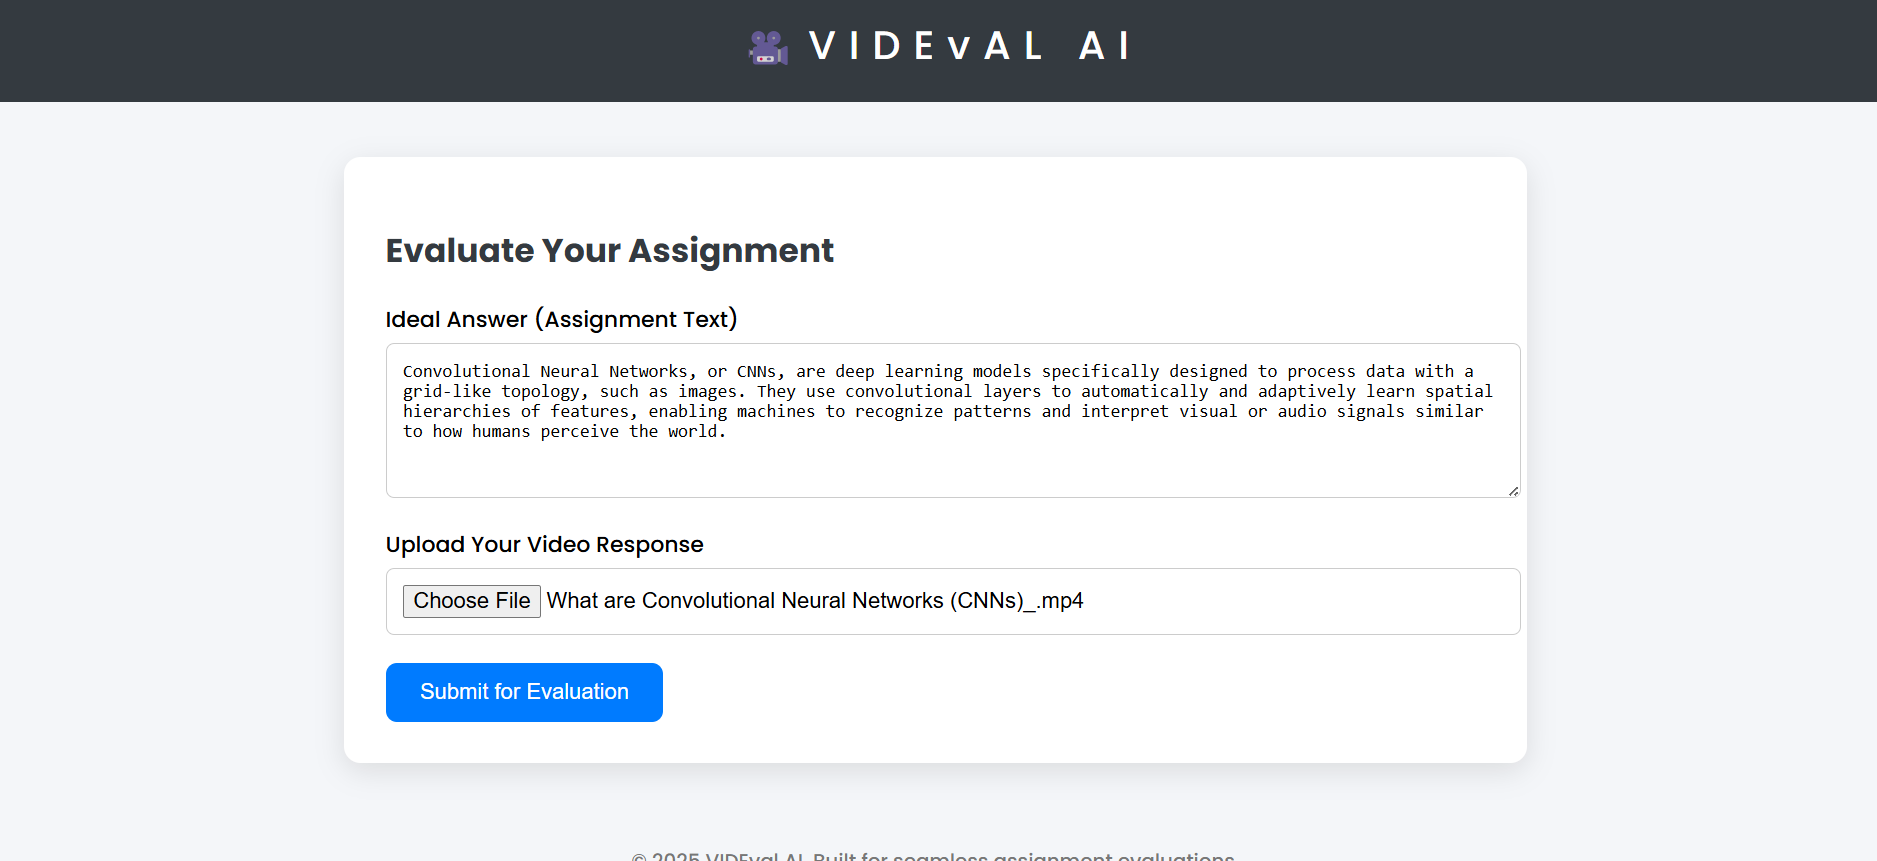 VIDEvAL AI
Evaluate Your Assignment
Ideal Answer (Assignment Text)
Convolutional Neural Networks, or CNNs, are deep learning models specifically designed to process data with a
grid-like topology, such as images. They use convolutional layers to automatically and adaptively learn spatial
hierarchies of features, enabling machines to recognize patterns and interpret visual or audio signals similar
to how humans perceive the world.
Upload Your Video Response
Choose File What are Convolutional Neural Networks (CNNs)_.mp4
Submit for Evaluation
© 2025 VIDEval AI. Built for seamless assignment evaluations.